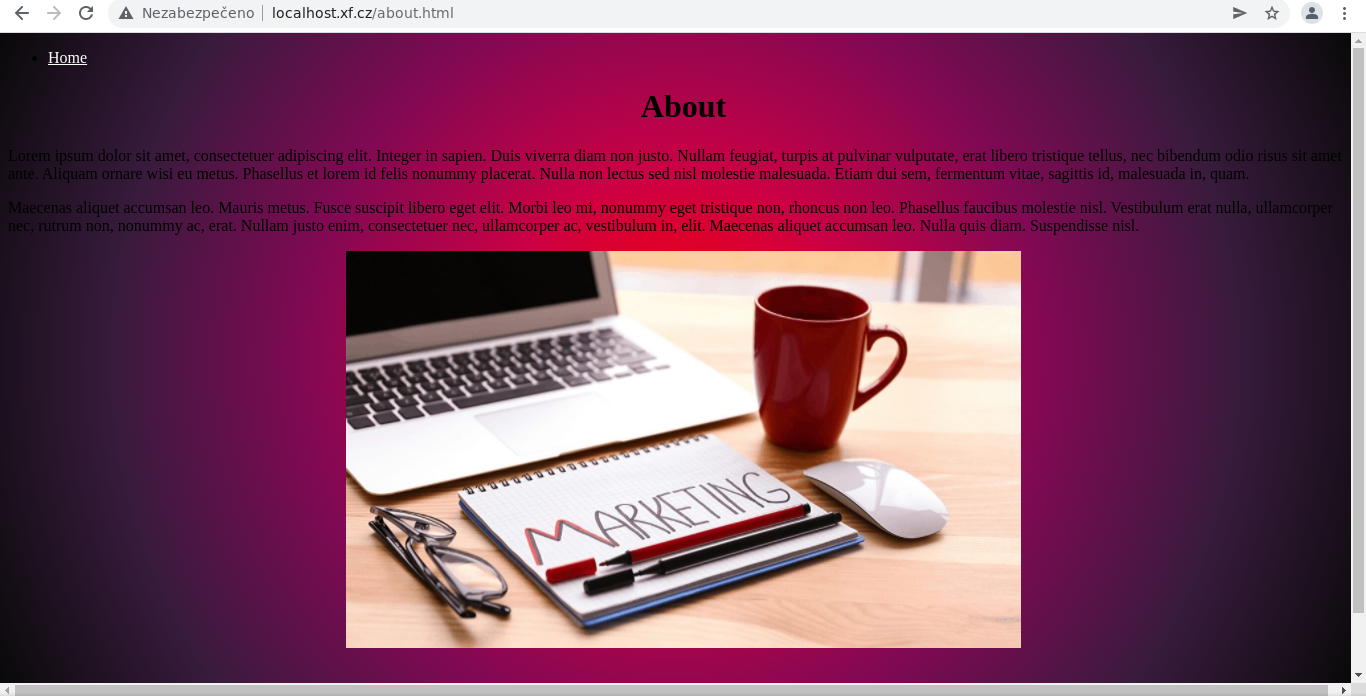 Nezabezpečeno localhost.xf.cz/about.html
Home
About
Lorem ipsum dolor sit amet, consectetuer adipiscing elit. Integer in sapien. Duis viverra diam non justo. Nullam feugiat, turpis at pulvinar vulputate, erat libero tristique tellus, nec bibendum odio risus sit amet
ante. Aliquam ornare wisi eu metus. Phasellus et lorem id felis nonummy placerat. Nulla non lectus sed nisl molestie malesuada. Etiam dui sem, fermentum vitae, sagittis id, malesuada in, quam.
Maecenas aliquet accumsan leo. Mauris metus. Fusce suscipit libero eget elit. Morbi leo mi, nonummy eget tristique non, rhoncus non leo. Phasellus faucibus molestie nisl. Vestibulum erat nulla, ullamcorper
nec, rutrum non, nonummy ac, erat. Nullam justo enim, consectetuer nec, ullamcorper ac, vestibulum in, elit. Maecenas aliquet accumsan leo. Nulla quis diam. Suspendisse nisl.
MARKETING